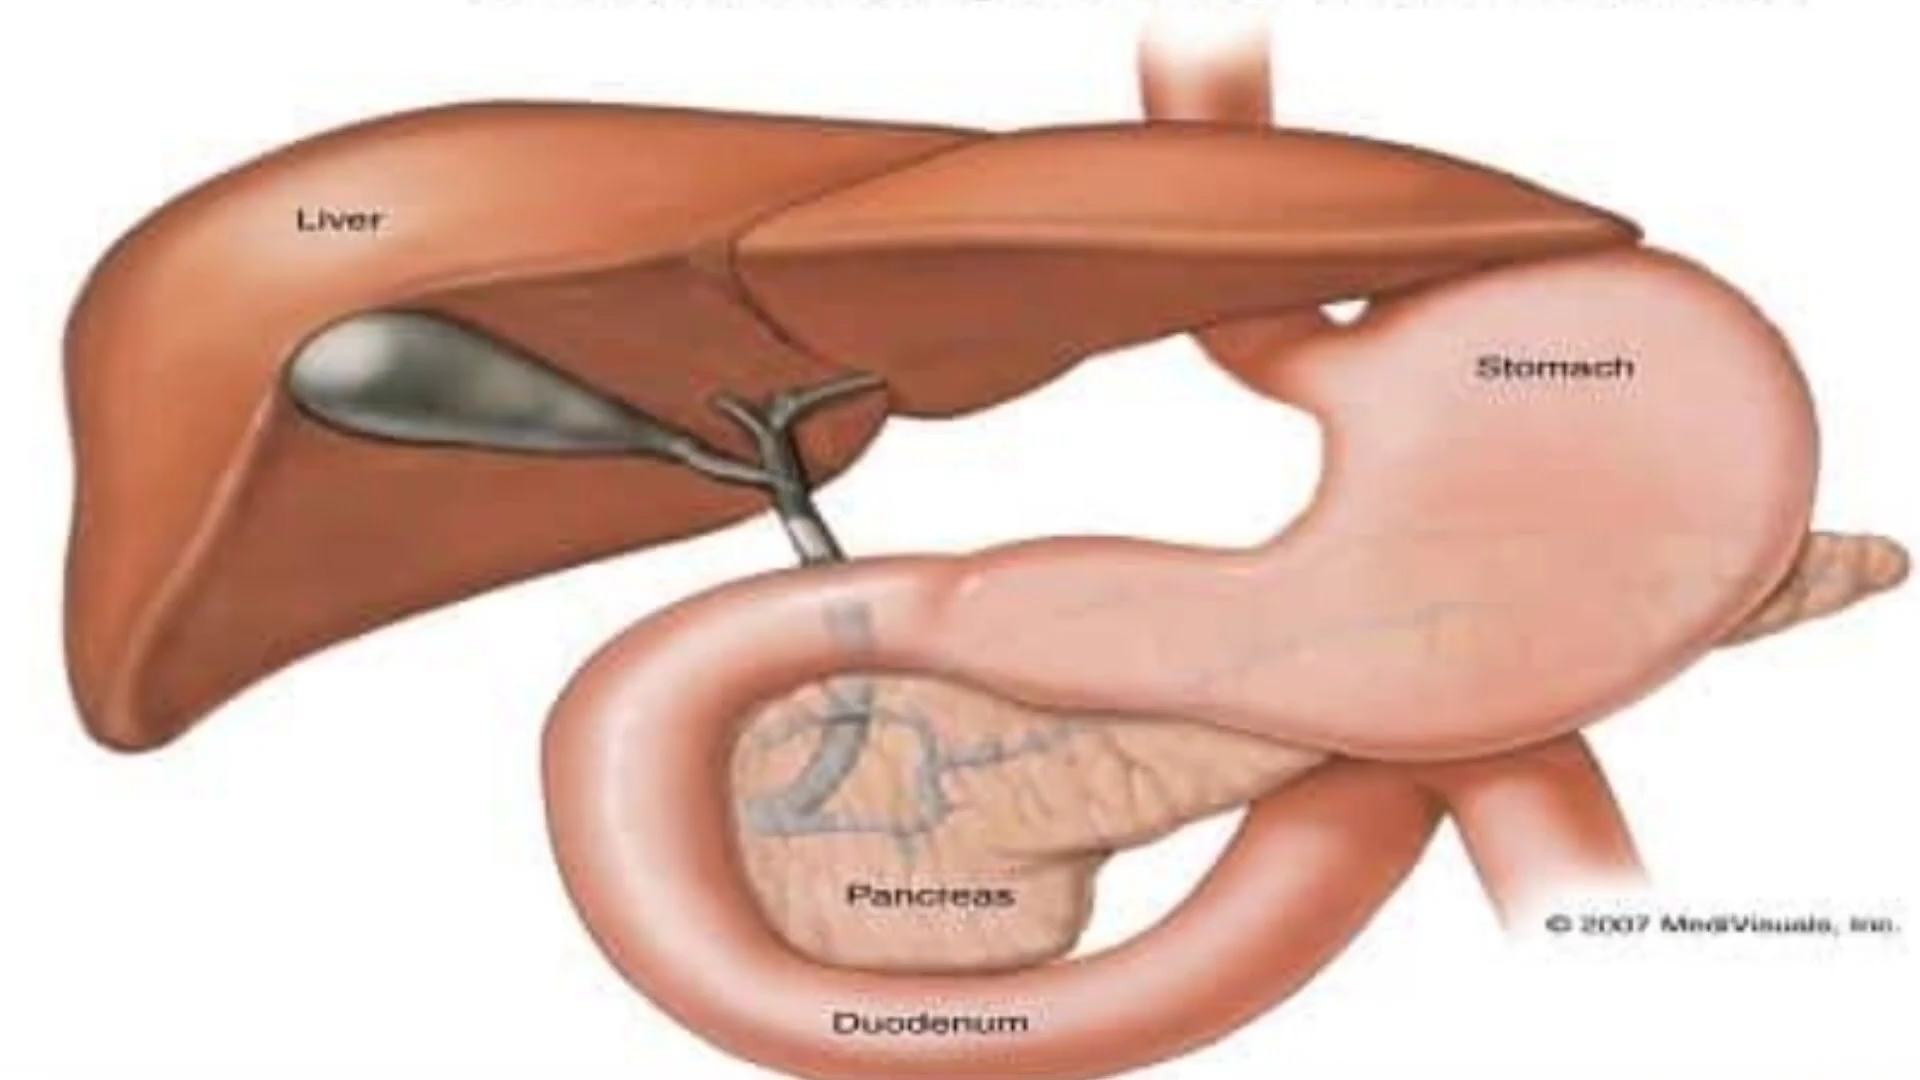 Liver
Stomach
Pancreas
© 2007 MediVisuals, Inc.
Duodenum